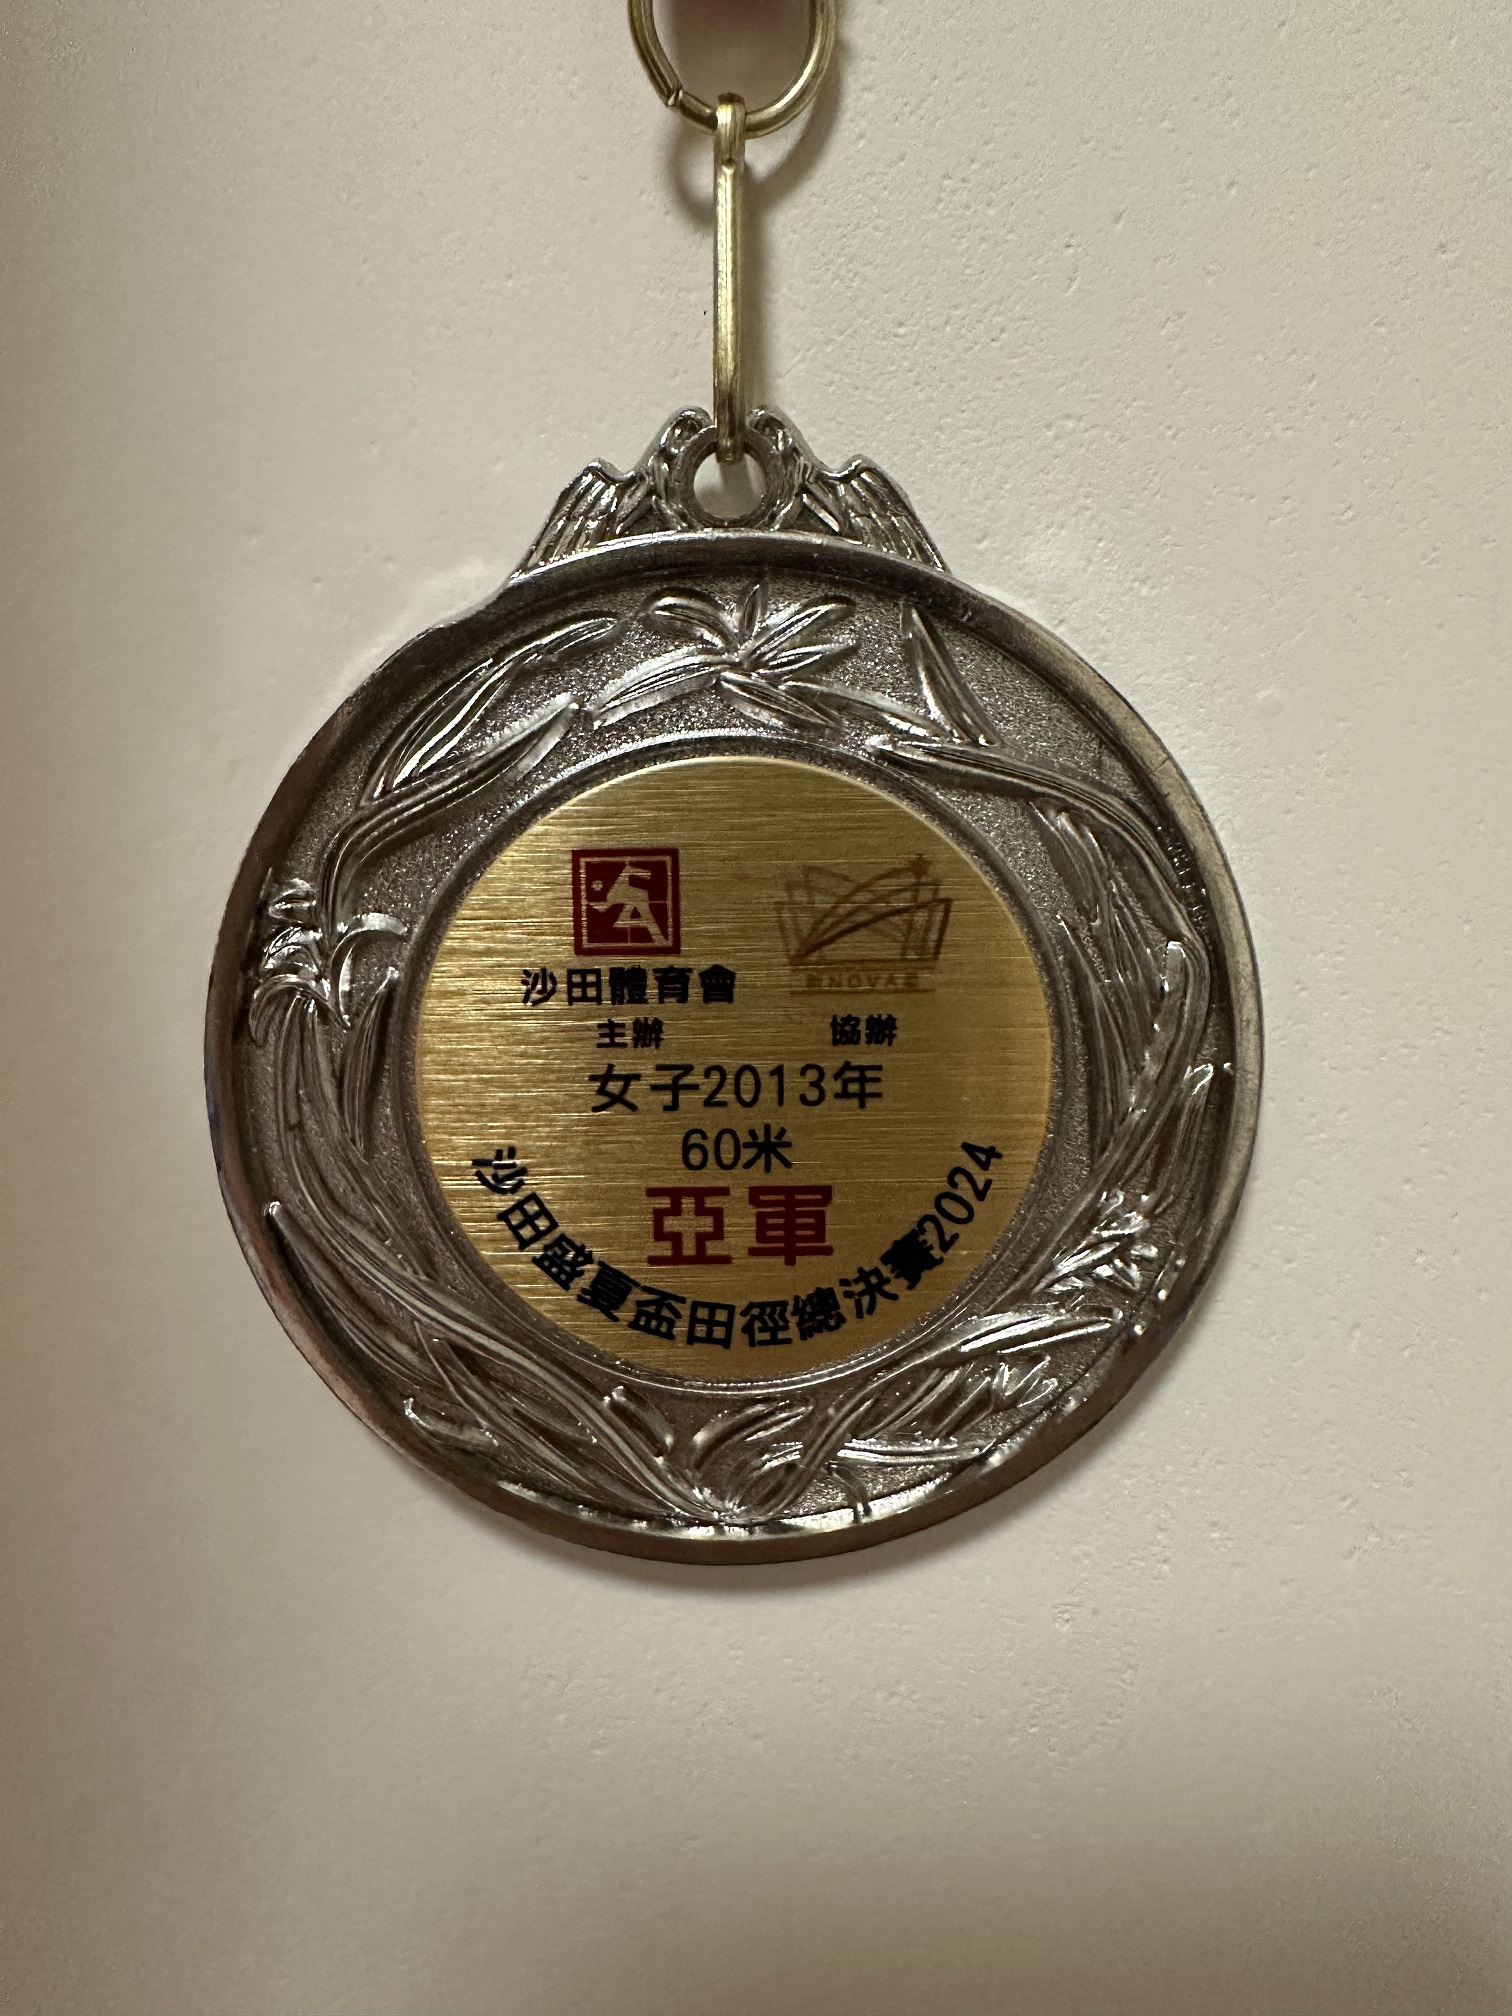 沙田體育會
主辦
協辦
女子2013年
60米
亞軍
沙田盛夏盃田徑總決賽2024